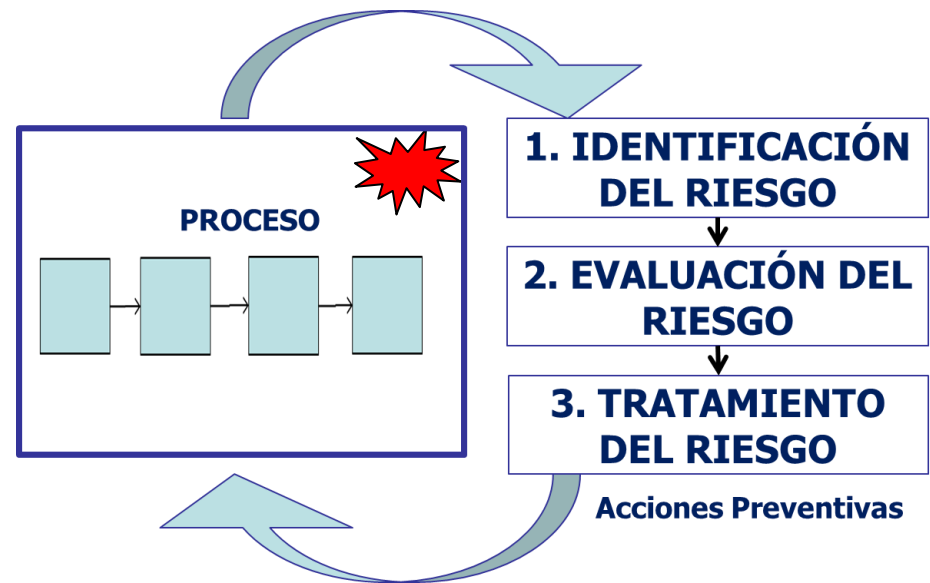 PROCESO
1. IDENTIFICACIÓN
DEL RIESGO
2. EVALUACIÓN DEL
RIESGO
3. TRATAMIENTO
DEL RIESGO
Acciones Preventivas